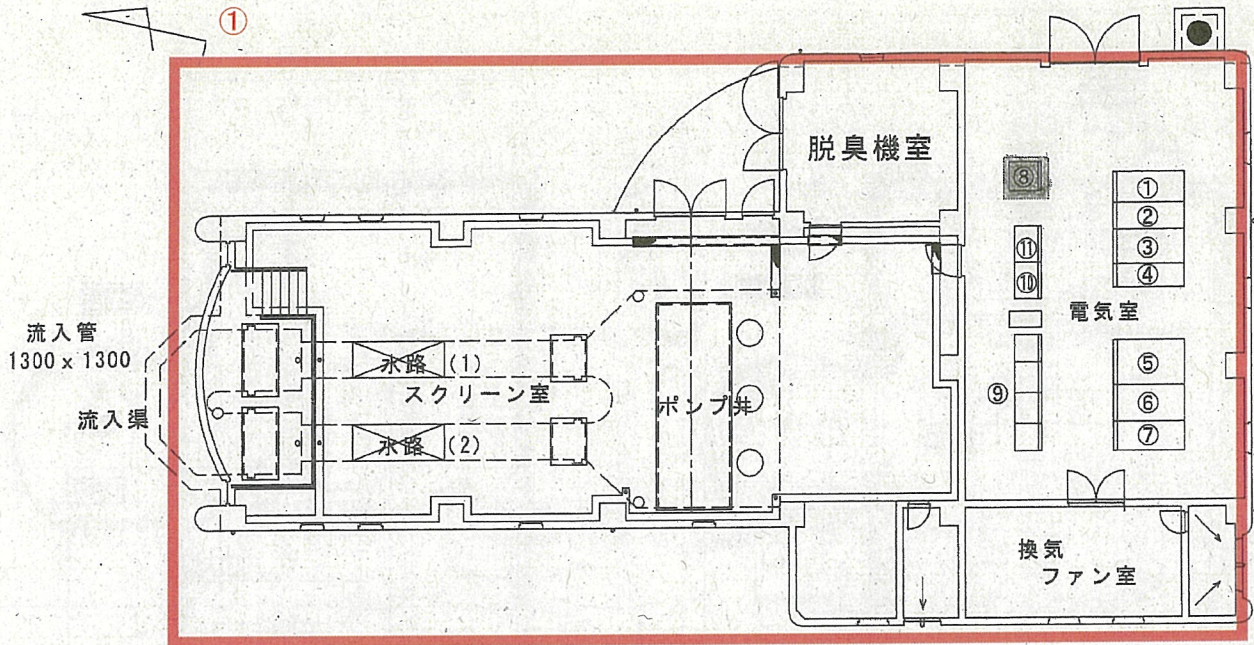 ①
脱臭機室
⑧
①
②
③
④
⑪
⑩
電気室
流入管
1300 x 1300
水路 (1)
スクリーン室
ポンプ井
⑤
⑥
⑦
⑨
流入渠
水路 (2)
換気
ファン室